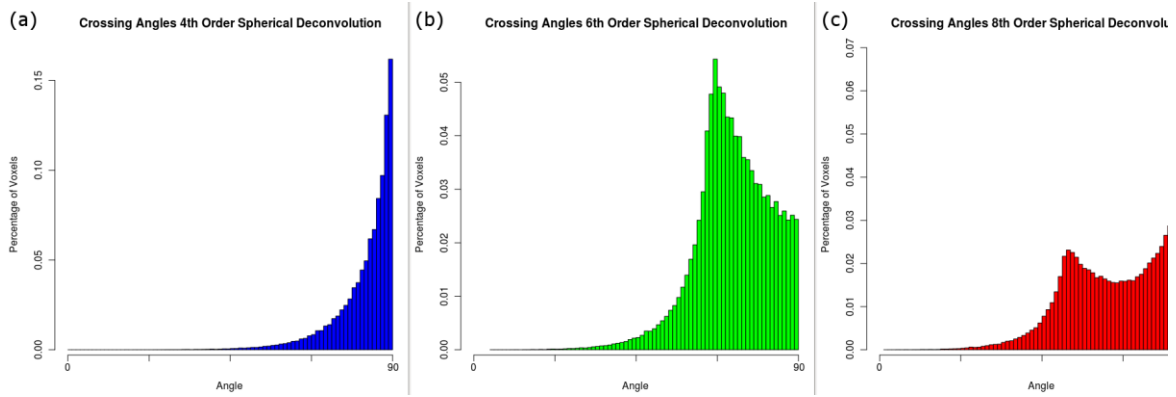 (a)
Crossing Angles 4th Order Spherical Deconvolution
Percentage of Voxels
0.15
0.10
0.05
0.00
0
90
Angle
(b)
Crossing Angles 6th Order Spherical Deconvolution
Percentage of Voxels
0.05
0.04
0.03
0.02
0.01
0.00
0
90
Angle
(c)
Crossing Angles 8th Order Spherical Deconvolu
Percentage of Voxels
0.07
0.06
0.05
0.04
0.03
0.02
0.01
0.00
0
Angle